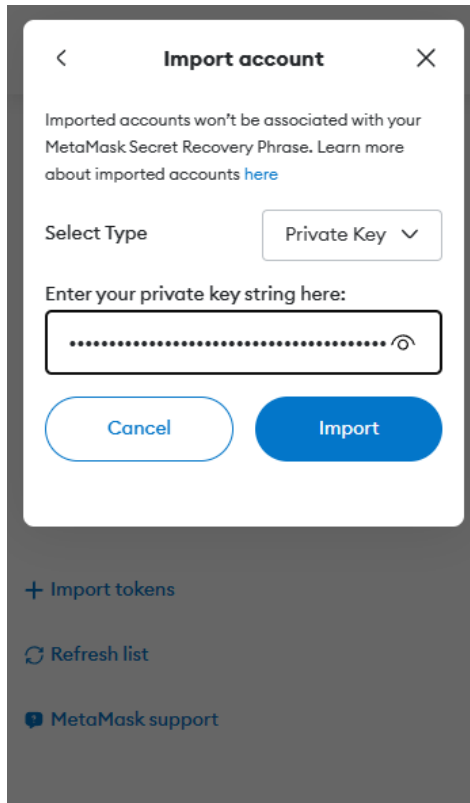 Import account
Imported accounts won't be associated with your
MetaMask Secret Recovery Phrase. Learn more
about imported accounts here
Select Type
Private Key
Enter your private key string here:
••••••••••••••••••••••••••••••••••••••••
Cancel
Import
Import tokens
Refresh list
MetaMask support